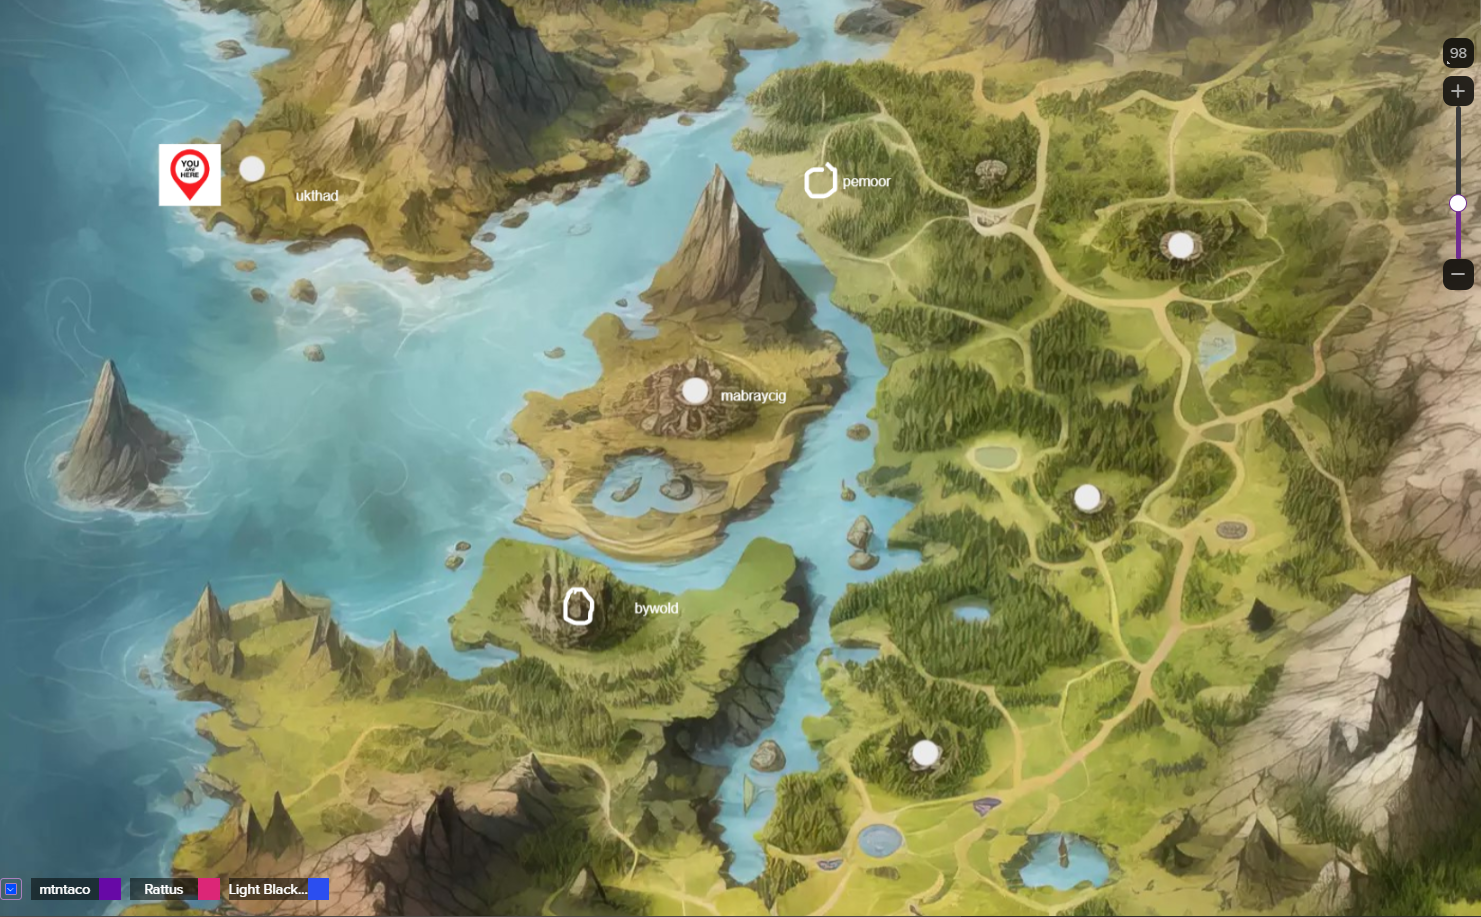 98
YOU
ARE
HERE
ukthad
pemoor
mabraycig
bywold
mtntaco
Rattus
Light Black...